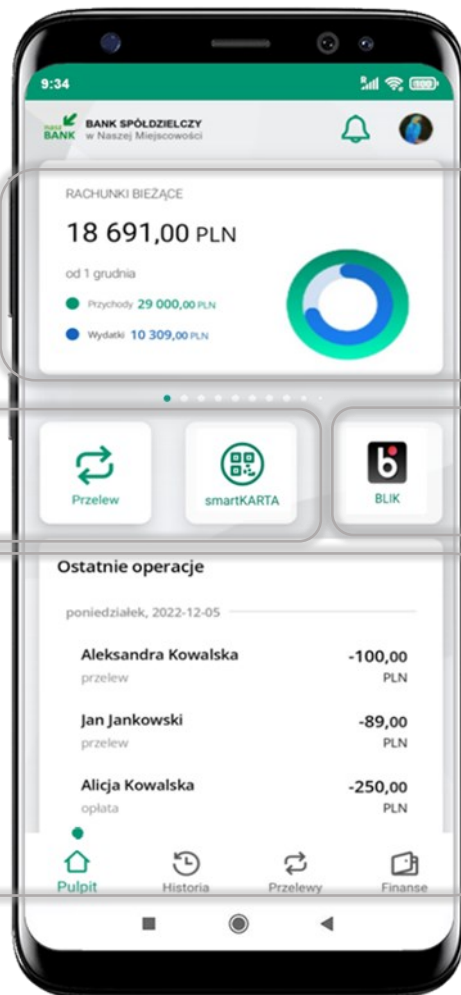 9:34
nasz
BANK
BANK SPÓŁDZIELCZY
w Naszej Miejscowości
RACHUNKI BIEŻĄCE
18 691,00 PLN
od 1 grudnia
Przychody 29 000,00 PLN
Wydatki 10 309,00 PLN
Przelew
smartKARTA
BLIK
Ostatnie operacje
poniedziałek, 2022-12-05
Aleksandra Kowalska -100,00
przelew PLN
Jan Jankowski -89,00
przelew PLN
Alicja Kowalska -250,00
opłata PLN
Pulpit Historia Przelewy Finanse